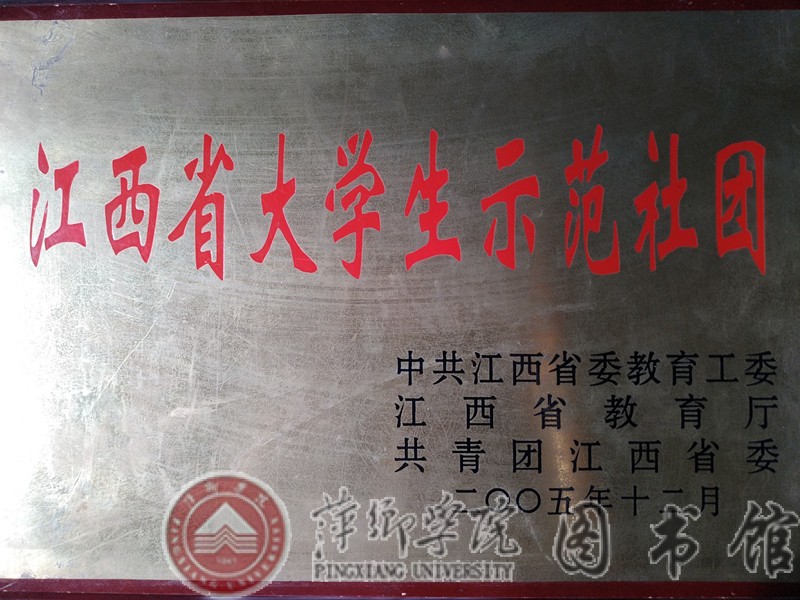 江西省大学生示范社团
中共江西省委教育工委
江西省教育厅
共青团江西省委
二〇〇五年十二月
萍乡学院 图书馆
PINGXIANG UNIVERSITY